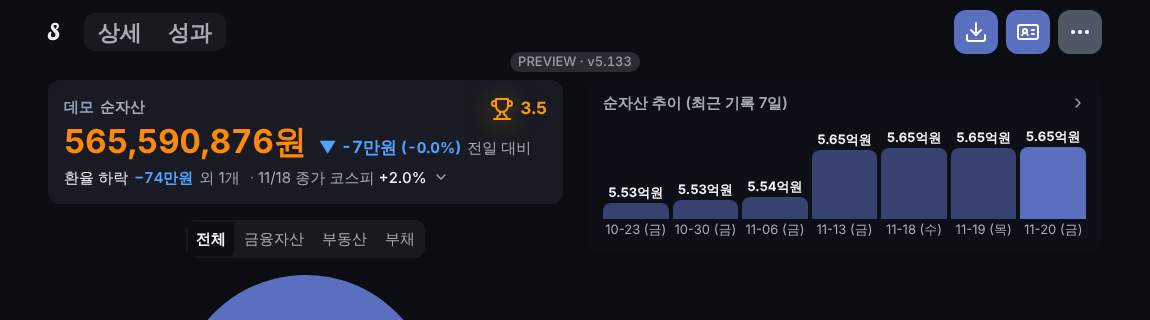 S
상세 성과
PREVIEW · v5.133
데모 순자산
3.5
565,590,876원 ▼ -7만원 (-0.0%) 전일 대비
환율 하락 −74만원 외 1개 · 11/18 종가 코스피 +2.0%
순자산 추이 (최근 기록 7일)
5.53억원 5.53억원 5.54억원 5.65억원 5.65억원 5.65억원 5.65억원
10-23 (금) 10-30 (금) 11-06 (금) 11-13 (금) 11-18 (수) 11-19 (목) 11-20 (금)
전체 금융자산 부동산 부채